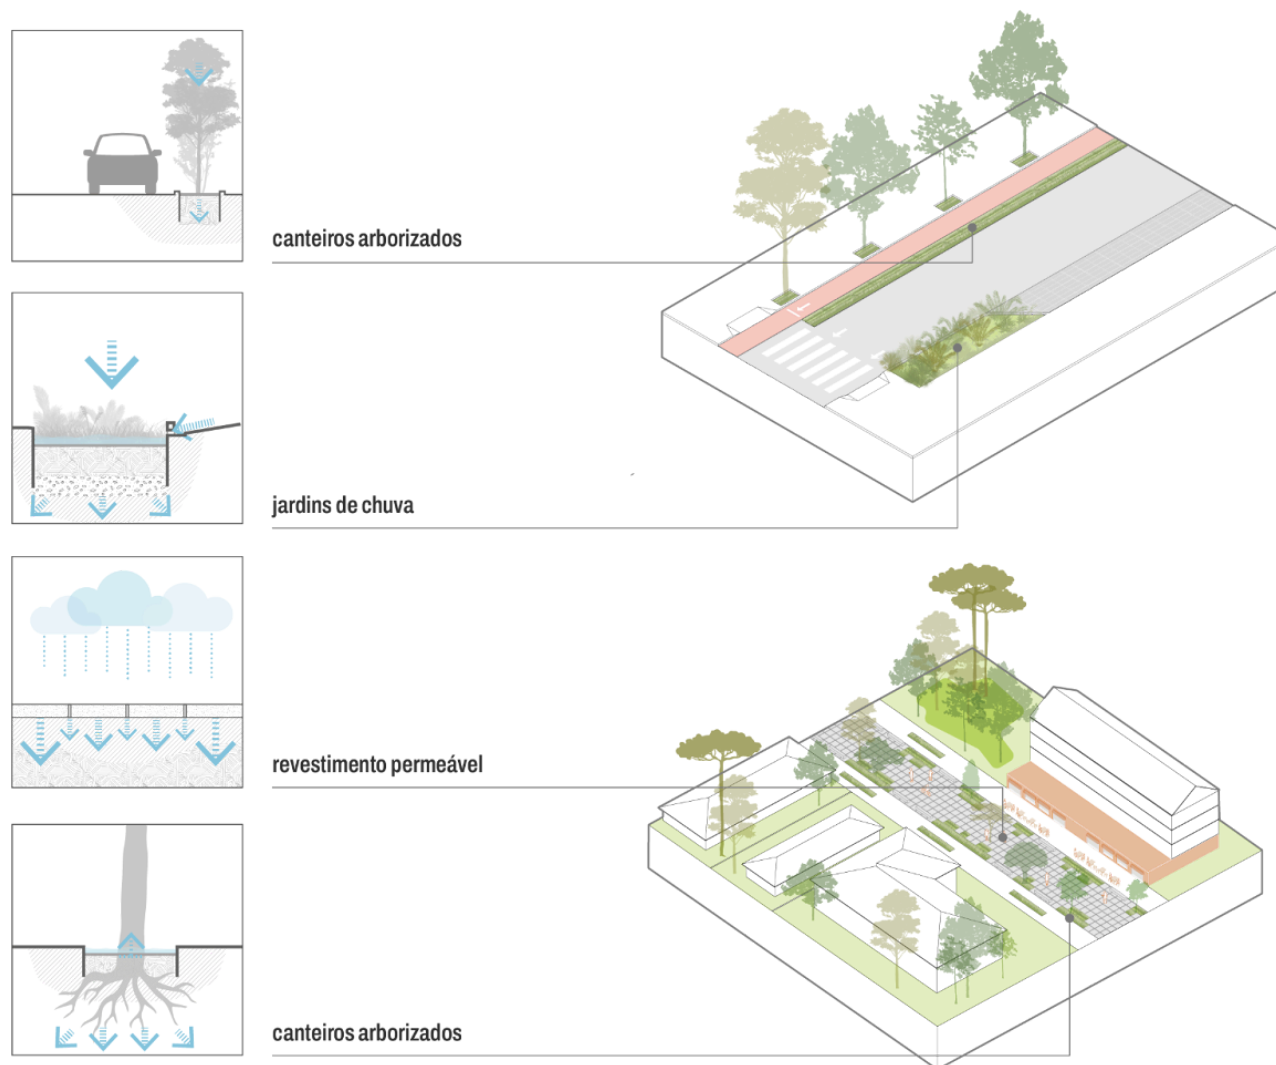 canteiros arborizados
jardins de chuva
revestimento permeável
canteiros arborizados